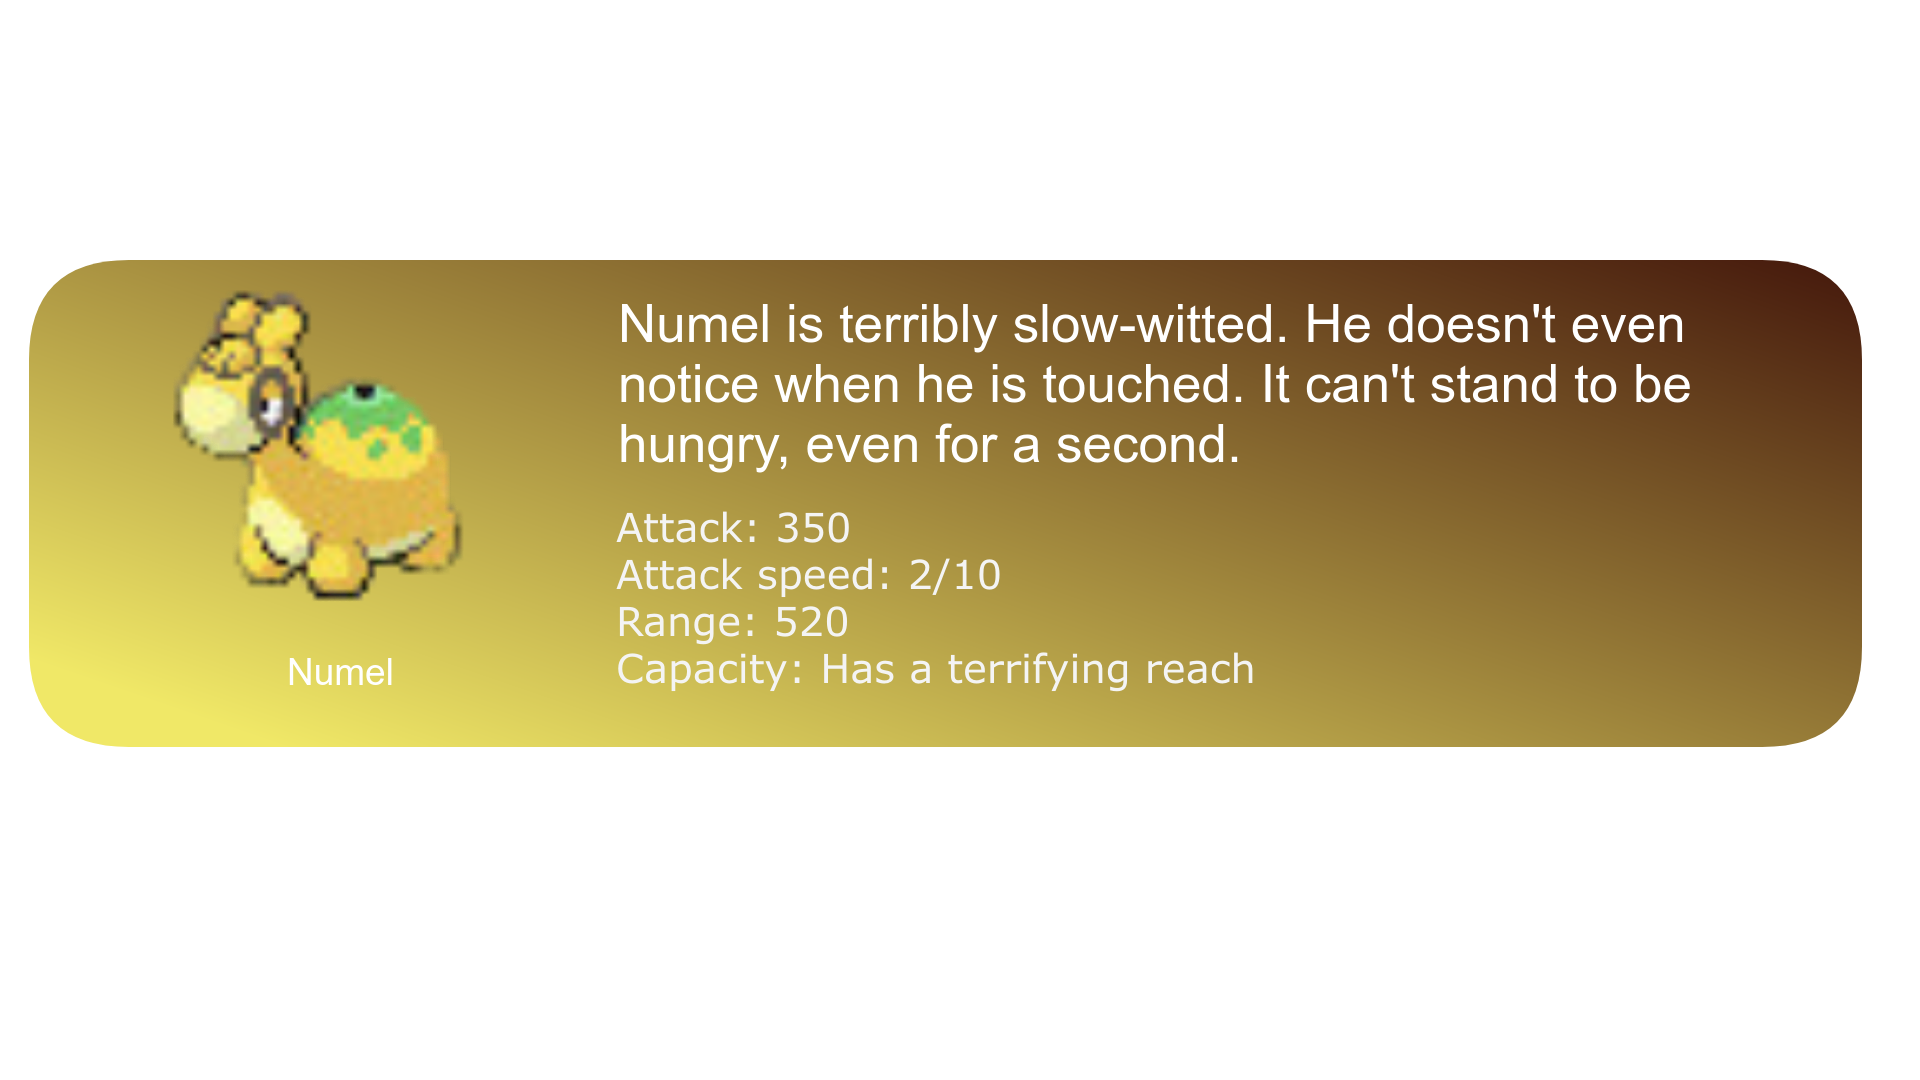 Numel is terribly slow-witted. He doesn't even
notice when he is touched. It can't stand to be
hungry, even for a second.
Attack: 350
Attack speed: 2/10
Range: 520
Capacity: Has a terrifying reach
Numel